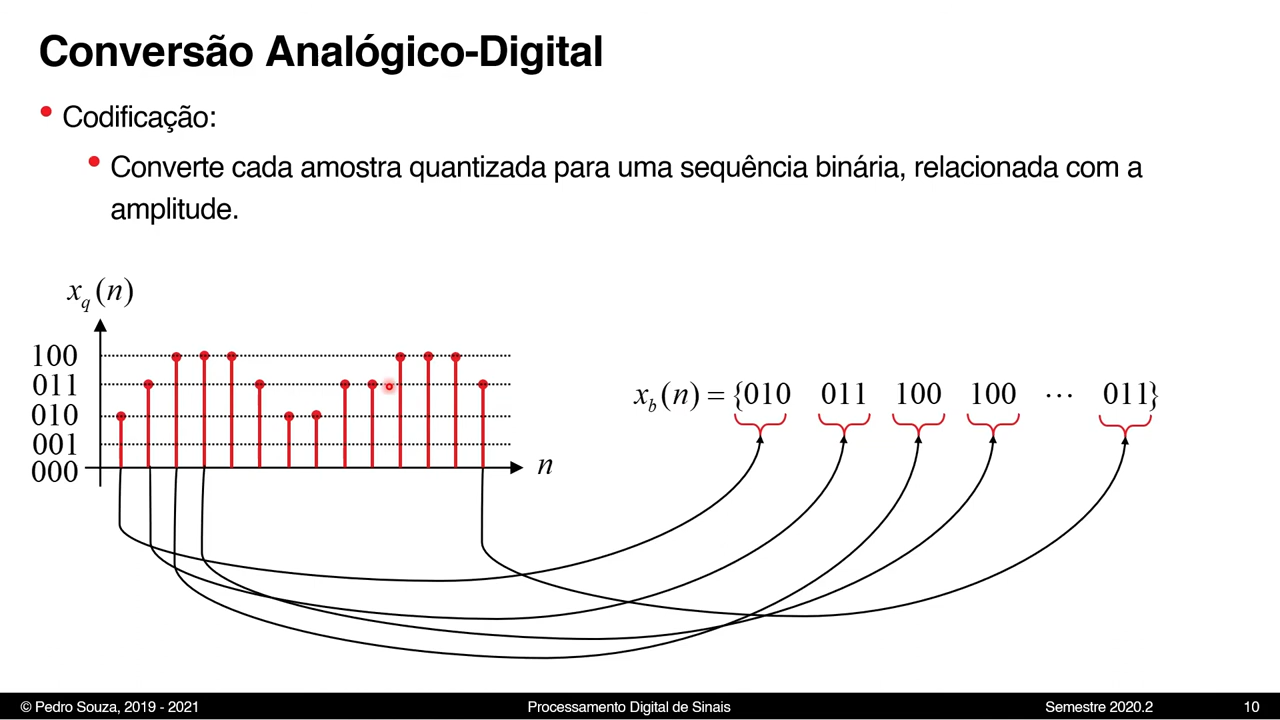 Conversão Analógico-Digital
• Codificação:
• Converte cada amostra quantizada para uma sequência binária, relacionada com a
amplitude.
x_q(n)
100
011
010
001
000
n
x_b(n) = {010 011 100 100 ⋯ 011}
© Pedro Souza, 2019 - 2021 Processamento Digital de Sinais Semestre 2020.2 10